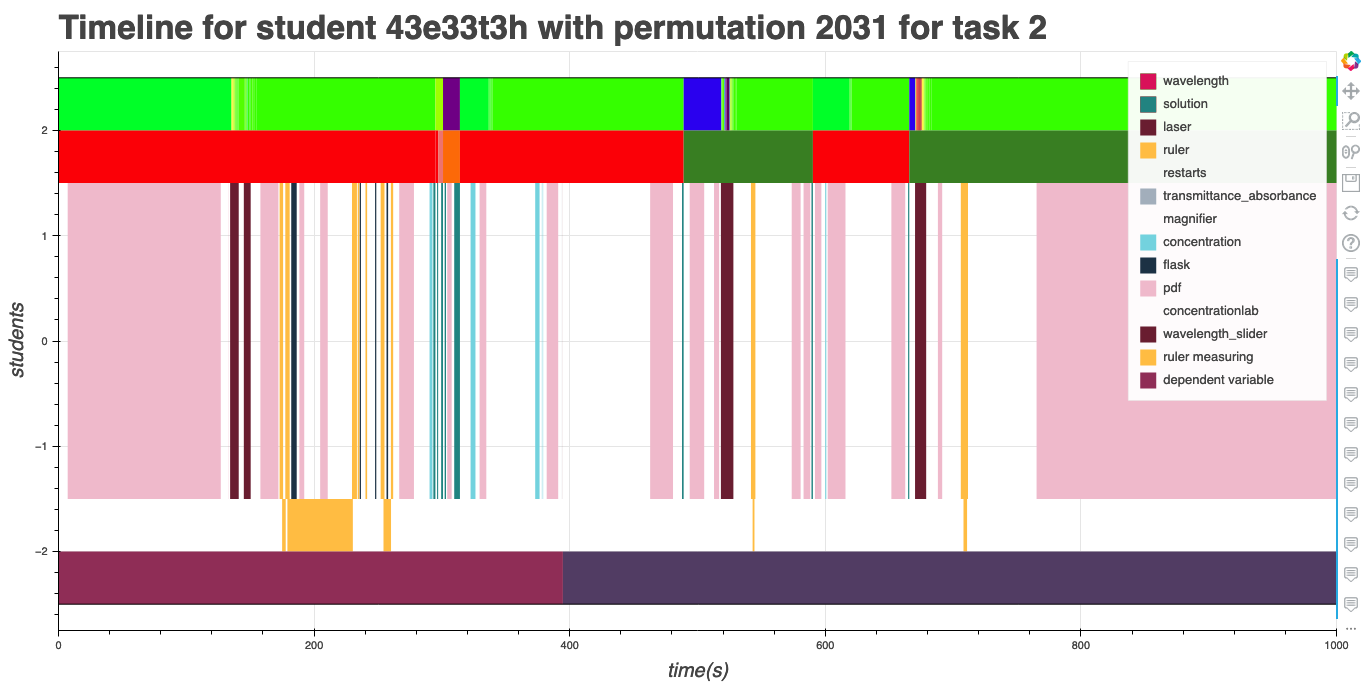 Timeline for student 43e33t3h with permutation 2031 for task 2
wavelength
solution
laser
ruler
restarts
transmittance_absorbance
magnifier
concentration
flask
pdf
concentrationlab
wavelength_slider
ruler measuring
dependent variable
students
2
1
0
−1
−2
0
200
400
600
800
1000
time(s)